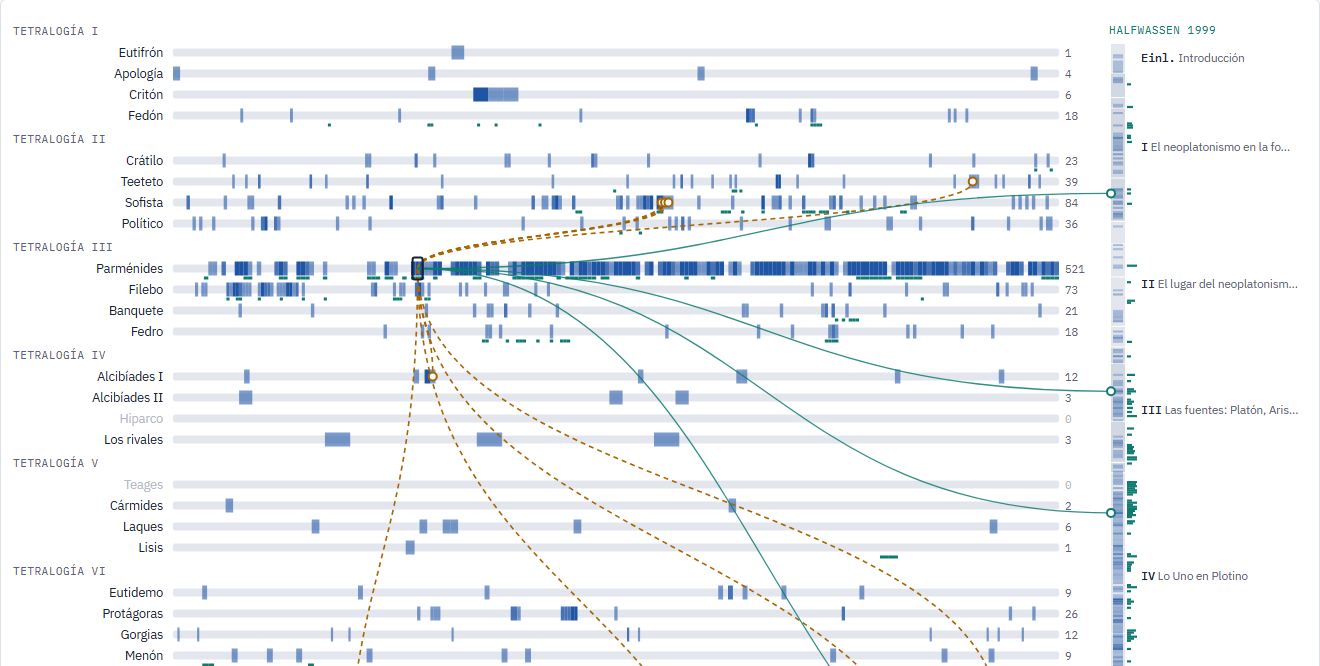 TETRALOGÍA I
HALFWASSEN 1999
Eutifrón 1
Einl. Introducción
Apología 4
Critón 6
Fedón 18
TETRALOGÍA II
I El neoplatonismo en la fo...
Crátilo 23
Teeteto 39
Sofista 84
Político 36
TETRALOGÍA III
Parménides 521
II El lugar del neoplatonism...
Filebo 73
Banquete 21
Fedro 18
TETRALOGÍA IV
Alcibíades I 12
Alcibíades II 3
III Las fuentes: Platón, Aris...
Hiparco 0
Los rivales 3
TETRALOGÍA V
Teages 0
Cármides 2
Laques 6
Lisis 1
TETRALOGÍA VI
IV Lo Uno en Plotino
Eutidemo 9
Protágoras 26
Gorgias 12
Menón 9